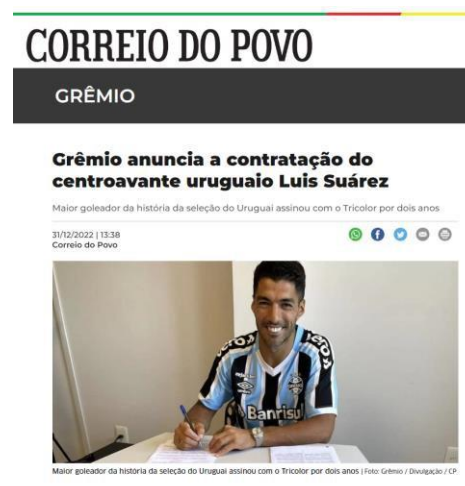 CORREIO DO POVO
GRÊMIO
Grêmio anuncia a contratação do
centroavante uruguaio Luis Suárez
Maior goleador da história da seleção do Uruguai assinou com o Tricolor por dois anos
31/12/2022 | 13:38
Correio do Povo
Banrisul
Maior goleador da história da seleção do Uruguai assinou com o Tricolor por dois anos | Foto: Grêmio / Divulgação / CP